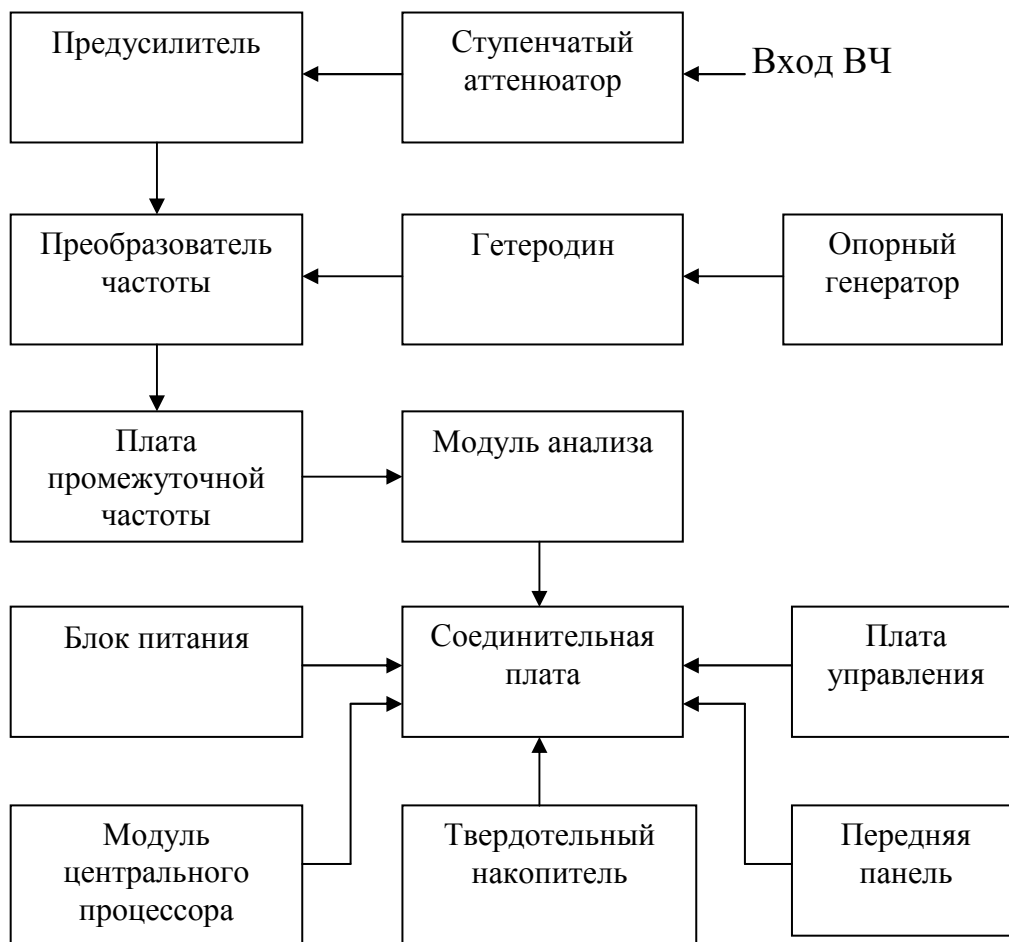 Предусилитель
Ступенчатый
аттенюатор
Вход ВЧ
Преобразователь
частоты
Гетеродин
Опорный
генератор
Плата
промежуточной
частоты
Модуль анализа
Блок питания
Соединительная
плата
Плата
управления
Модуль
центрального
процессора
Твердотельный
накопитель
Передняя
панель